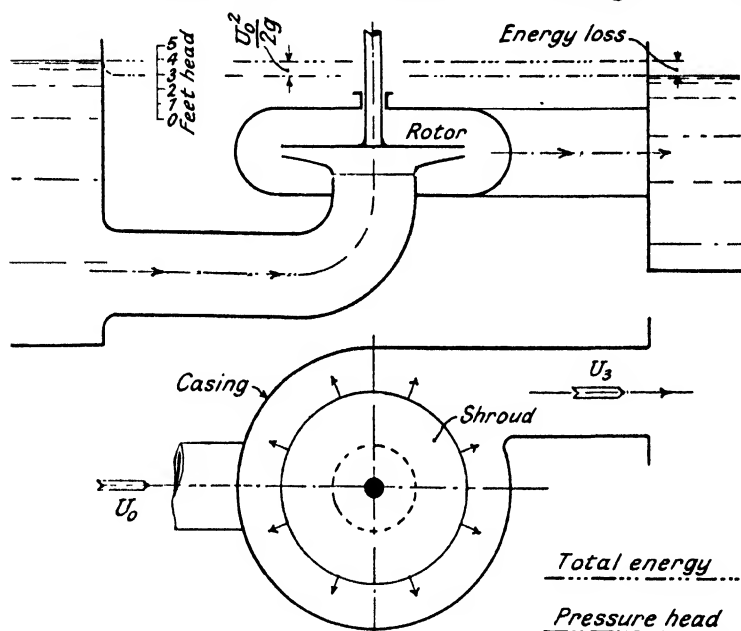 5
4
3
2
1
0
Feet head
U₀²
2g
Energy loss
Rotor
Casing
Shroud
U₃
U₀
Total energy
Pressure head